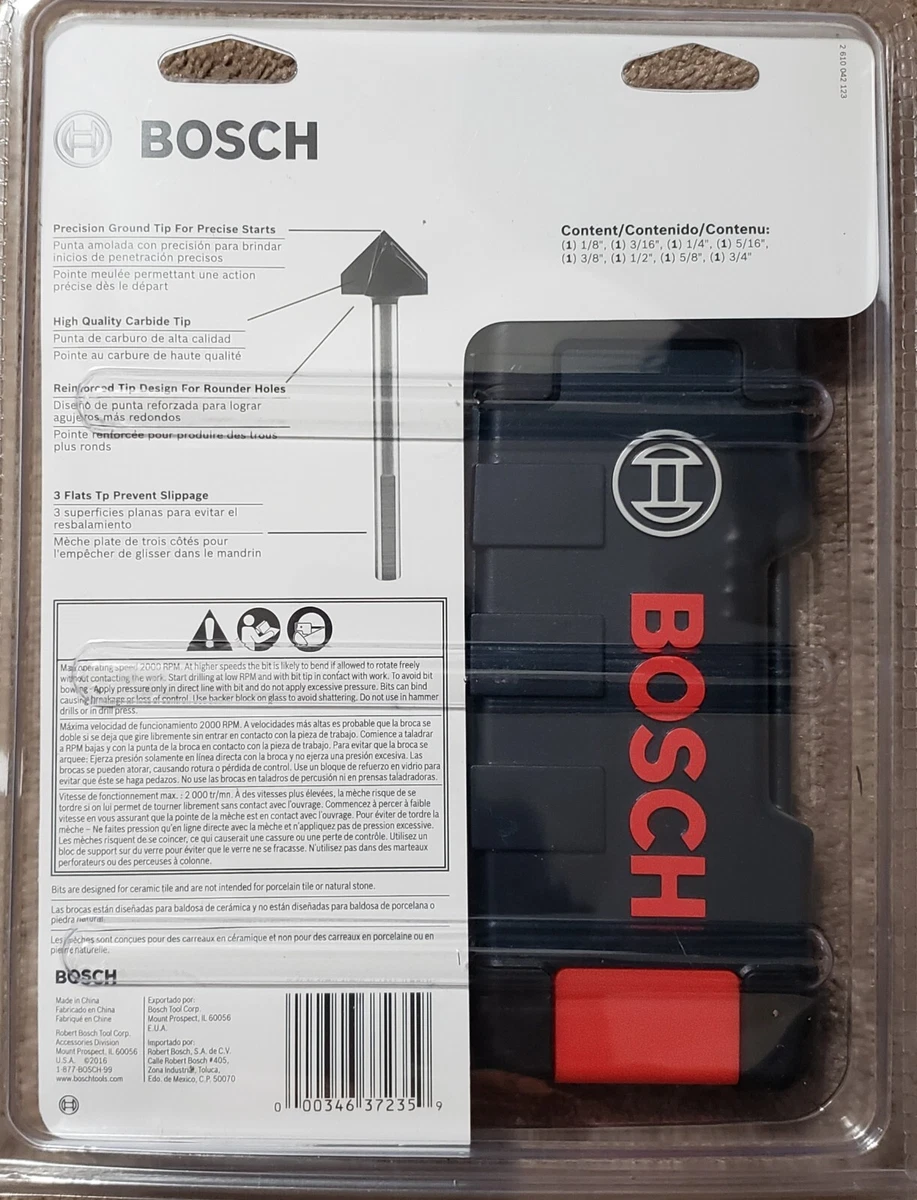 2 610 042 123
BOSCH
Precision Ground Tip For Precise Starts
Punta amolada con precisión para brindar
inicios de penetración precisos
Pointe meulée permettant une action
précise dès le départ
High Quality Carbide Tip
Punta de carburo de alta calidad
Pointe au carbure de haute qualité
Reinforced Tip Design For Rounder Holes
Diseño de punta reforzada para lograr
agujeros más redondos
Pointe renforcée pour produire des trous
plus ronds
3 Flats Tp Prevent Slippage
3 superficies planas para evitar el
resbalamiento
Mèche plate de trois côtés pour
l'empêcher de glisser dans le mandrin
Content/Contenido/Contenu:
(1) 1/8", (1) 3/16", (1) 1/4", (1) 5/16",
(1) 3/8", (1) 1/2", (1) 5/8", (1) 3/4"
BOSCH
Max operating speed 2000 RPM. At higher speeds the bit is likely to bend if allowed to rotate freely
without contacting the work. Start drilling at low RPM and with bit tip in contact with work. To avoid bit
bowing - Apply pressure only in direct line with bit and do not apply excessive pressure. Bits can bind
causing breakage or loss of control. Use backer block on glass to avoid shattering. Do not use in hammer
drills or in drill press.
Máxima velocidad de funcionamiento 2000 RPM. A velocidades más altas es probable que la broca se
doble si se deja que gire libremente sin entrar en contacto con la pieza de trabajo. Comience a taladrar
a RPM bajas y con la punta de la broca en contacto con la pieza de trabajo. Para evitar que la broca se
arquee; Ejerza presión solamente en línea directa con la broca y no ejerza una presión excesiva. Las
brocas se pueden atorar, causando rotura o pérdida de control. Use un bloque de refuerzo en vidrio para
evitar que éste se haga pedazos. No use las brocas en taladros de percusión ni en prensas taladradoras.
Vitesse de fonctionnement max. : 2 000 tr/mn. À des vitesses plus élevées, la mèche risque de se
tordre si on lui permet de tourner librement sans contact avec l'ouvrage. Commencez à percer à faible
vitesse en vous assurant que la pointe de la mèche est en contact avec l'ouvrage. Pour éviter de tordre la
mèche – Ne faites pression qu'en ligne directe avec la mèche et n'appliquez pas de pression excessive.
Les mèches risquent de se coincer, ce qui causerait une cassure ou une perte de contrôle. Utilisez un
bloc de support sur du verre pour éviter que le verre ne se fracasse. N'utilisez pas dans des marteaux
perforateurs ou des perceuses à colonne.
Bits are designed for ceramic tile and are not intended for porcelain tile or natural stone.
Las brocas están diseñadas para baldosa de cerámica y no están diseñadas para baldosa de porcelana o
piedra natural.
Les mèches sont conçues pour des carreaux en céramique et non pour des carreaux en porcelaine ou en
pierre naturelle.
BOSCH
Made in China
Fabricado en China
Fabriqué en Chine
Robert Bosch Tool Corp.
Accessories Division
Mount Prospect, IL 60056
U.S.A. ©2016
1-877-BOSCH-99
www.boschtools.com
Exportado por:
Bosch Tool Corp.
Mount Prospect, IL 60056
E.U.A.
Importado por:
Robert Bosch, S.A. de C.V.
Calle Robert Bosch #405,
Zona Industrial, Toluca,
Edo. de Mexico, C.P. 50070
0 00346 37235 9